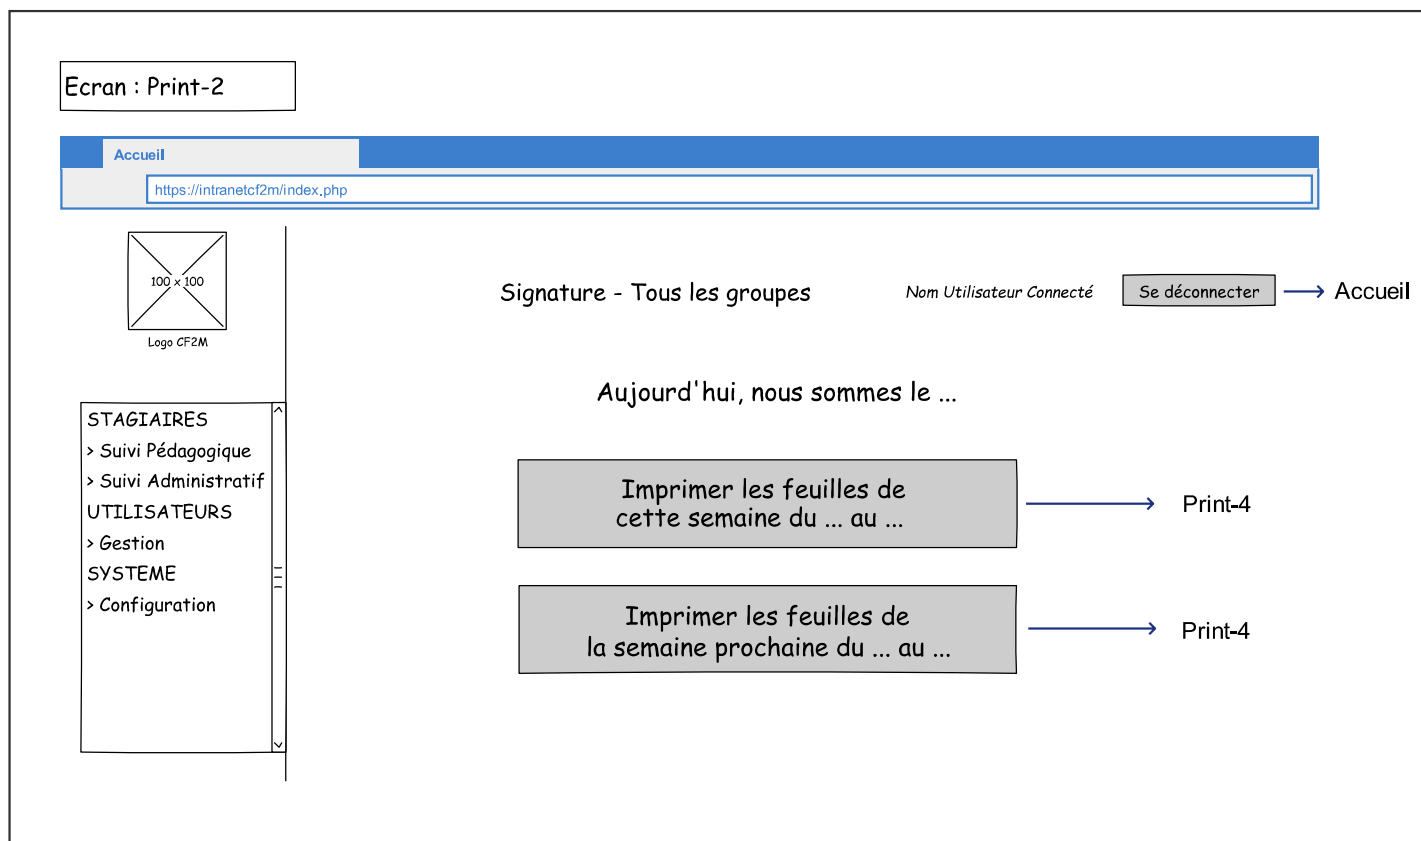 Ecran : Print-2
Accueil
https://intranetcf2m/index.php
100 x 100
Logo CF2M
Signature - Tous les groupes
Nom Utilisateur Connecté
Se déconnecter
Accueil
Aujourd'hui, nous sommes le ...
STAGIAIRES
> Suivi Pédagogique
> Suivi Administratif
UTILISATEURS
> Gestion
SYSTEME
> Configuration
Imprimer les feuilles de
cette semaine du ... au ...
Print-4
Imprimer les feuilles de
la semaine prochaine du ... au ...
Print-4